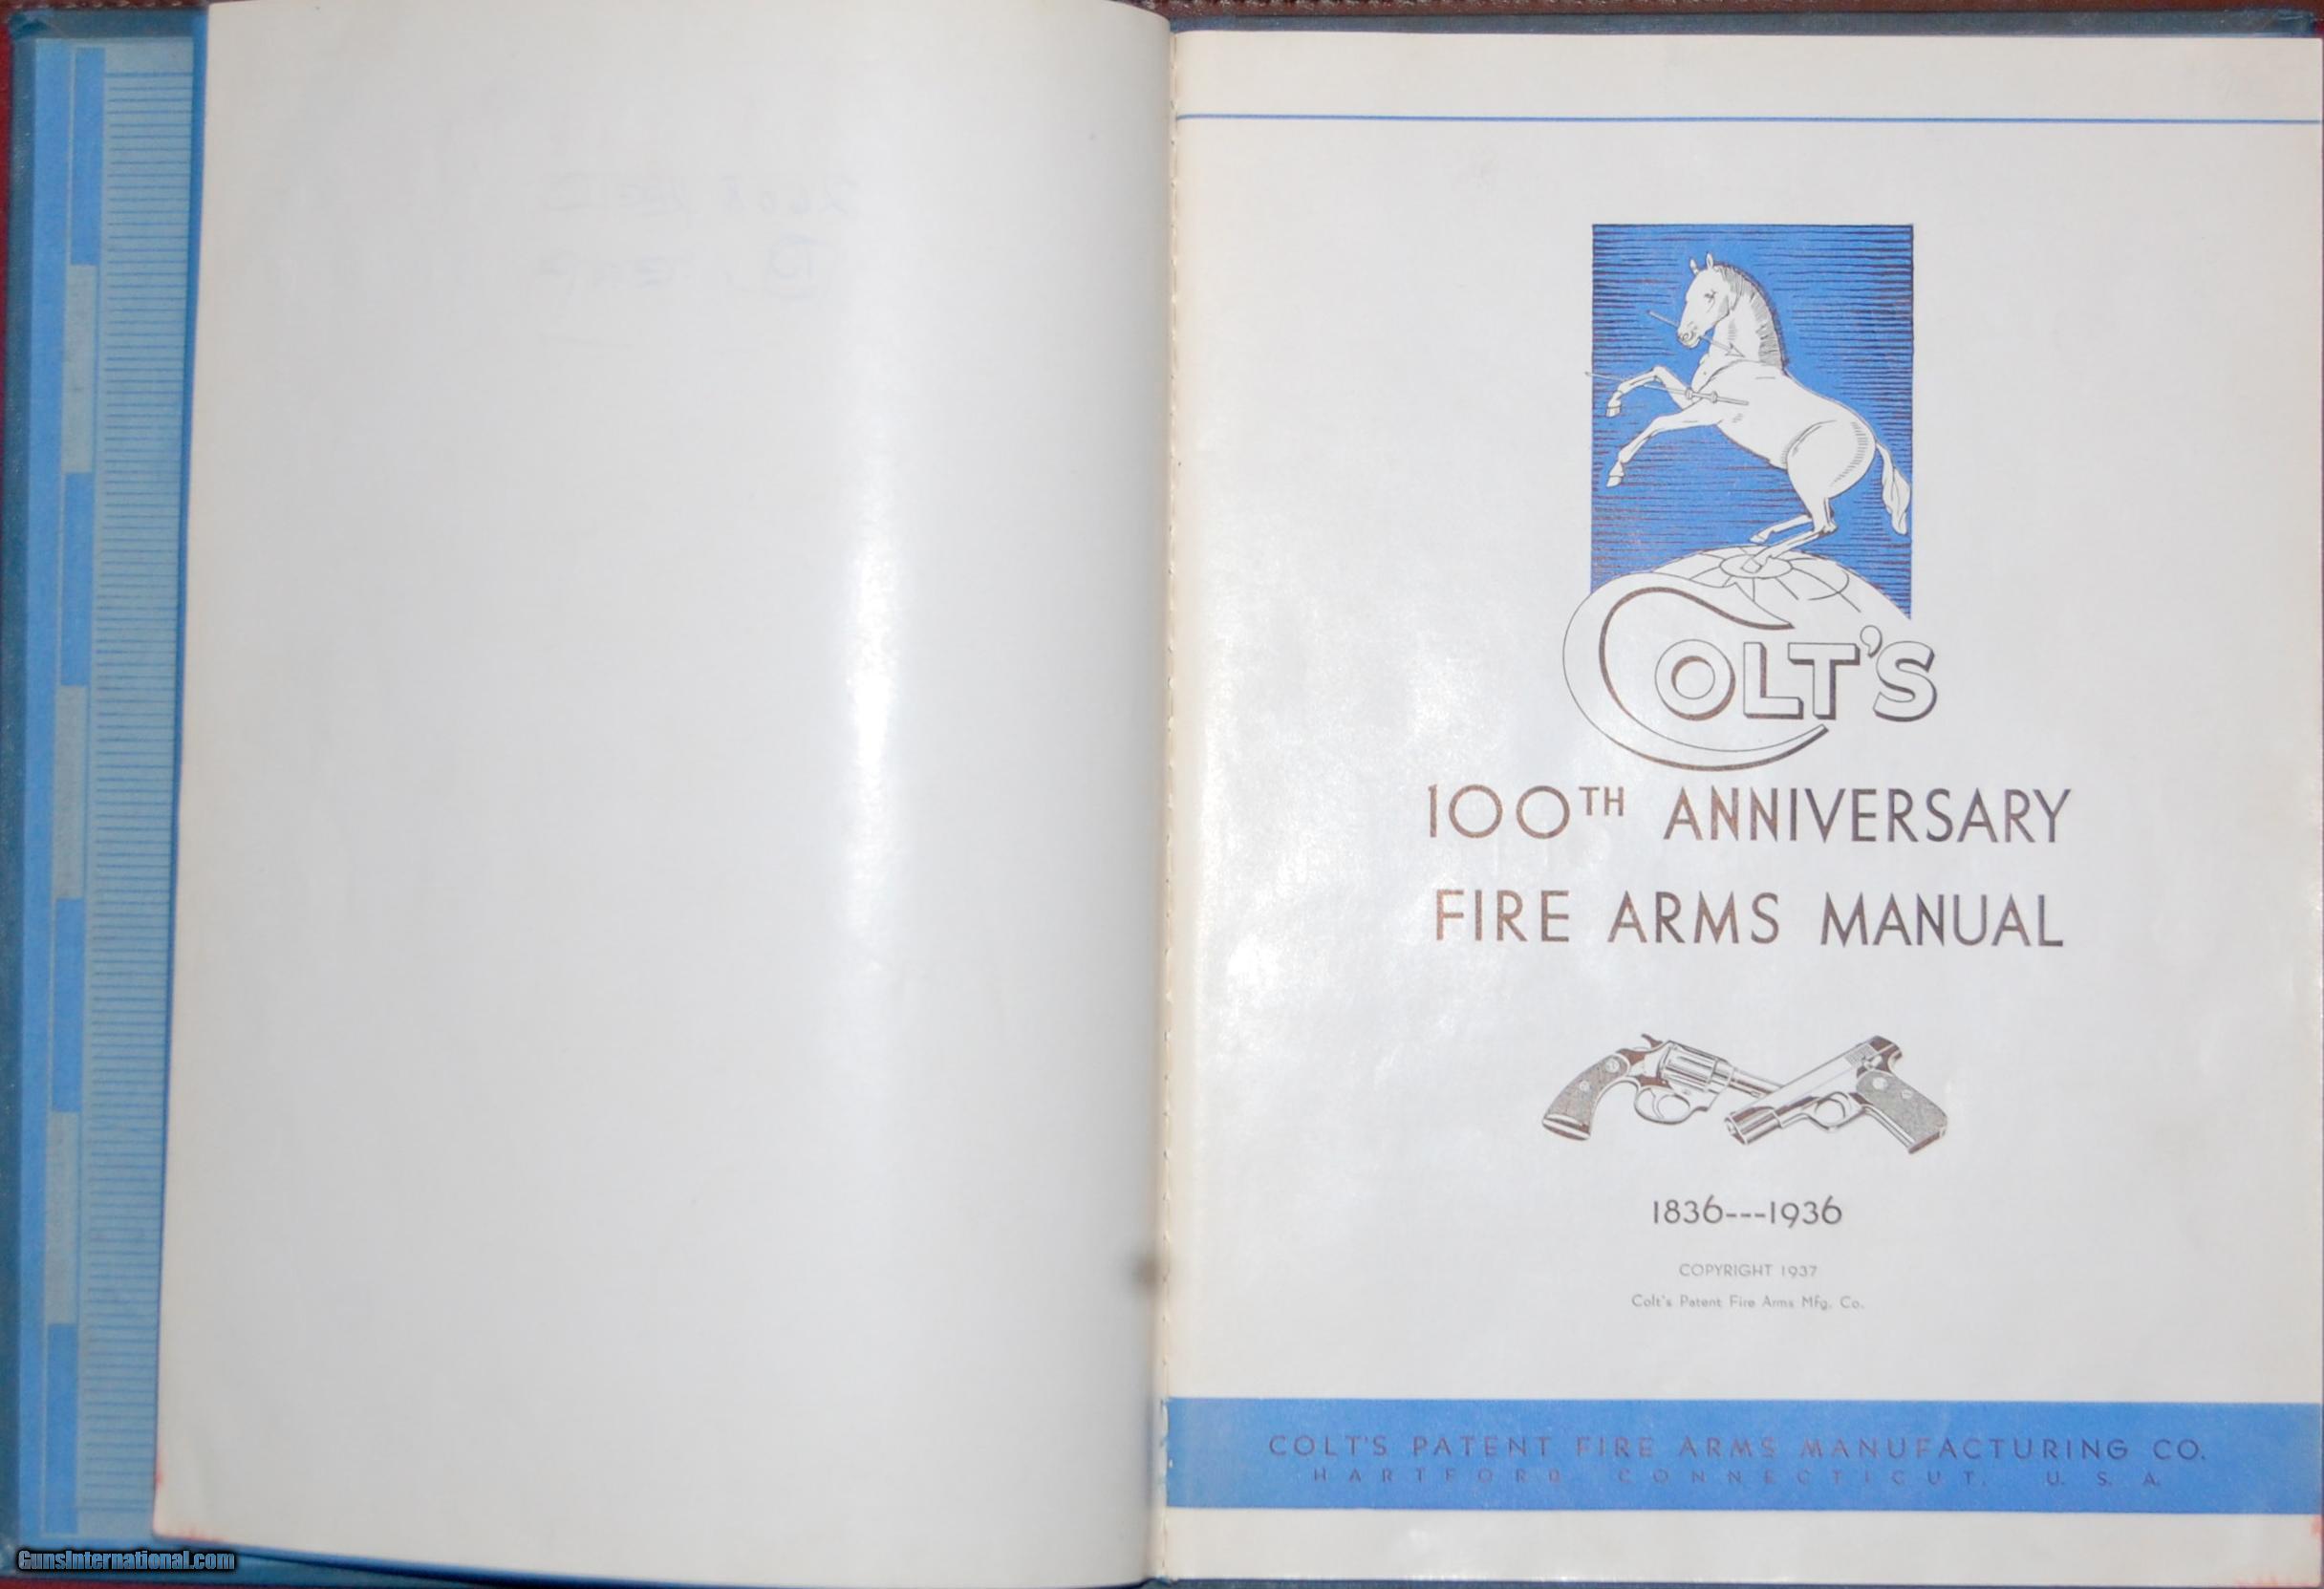 COLT'S
100TH ANNIVERSARY
FIRE ARMS MANUAL
1836---1936
COPYRIGHT 1937
Colt's Patent Fire Arms Mfg. Co.
COLT'S PATENT FIRE ARMS MANUFACTURING CO.
HARTFORD CONNECTICUT. U. S. A.
GunsInternational.com